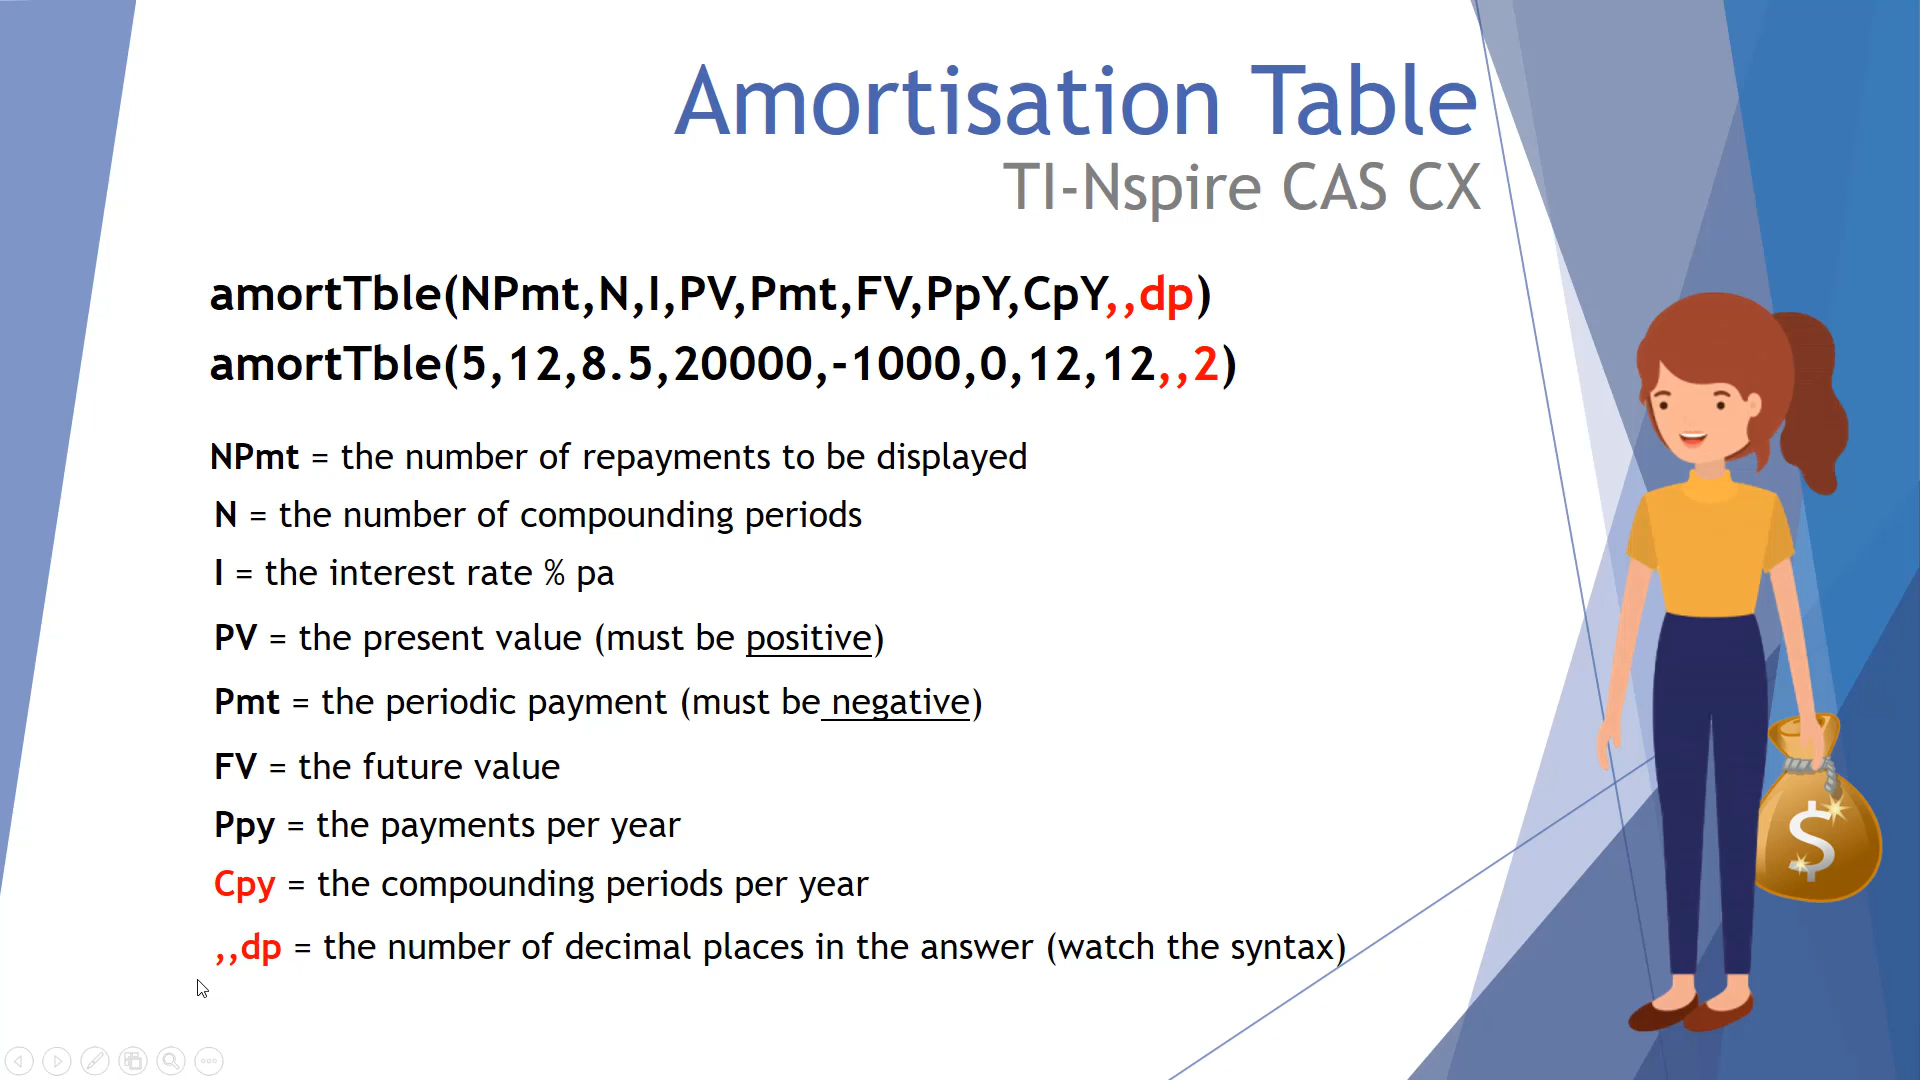 Amortisation Table
TI-Nspire CAS CX
amortTble(NPmt,N,I,PV,Pmt,FV,PpY,CpY,,dp)
amortTble(5,12,8.5,20000,-1000,0,12,12,,2)
NPmt = the number of repayments to be displayed
N = the number of compounding periods
I = the interest rate % pa
PV = the present value (must be positive)
Pmt = the periodic payment (must be negative)
FV = the future value
Ppy = the payments per year
Cpy = the compounding periods per year
,,dp = the number of decimal places in the answer (watch the syntax)
$